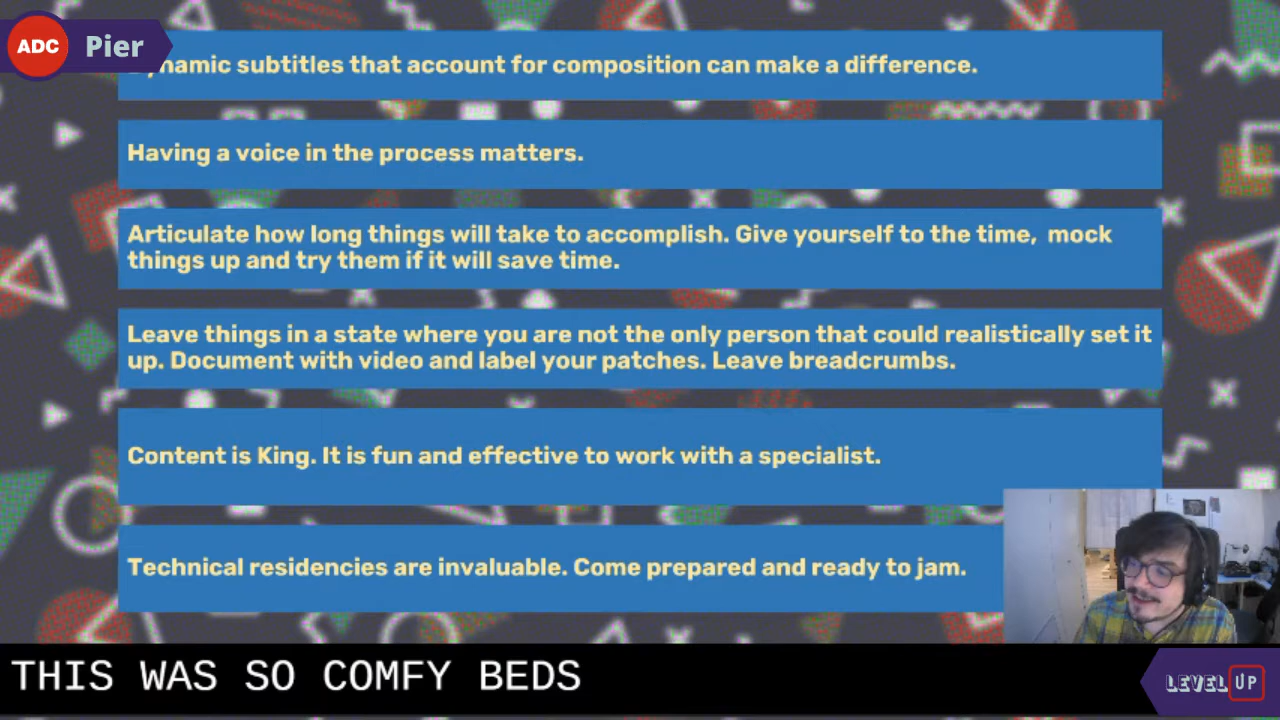 ADC Pier
namic subtitles that account for composition can make a difference.
Having a voice in the process matters.
Articulate how long things will take to accomplish. Give yourself to the time, mock
things up and try them if it will save time.
Leave things in a state where you are not the only person that could realistically set it
up. Document with video and label your patches. Leave breadcrumbs.
Content is King. It is fun and effective to work with a specialist.
Technical residencies are invaluable. Come prepared and ready to jam.
THIS WAS SO COMFY BEDS
LEVEL UP